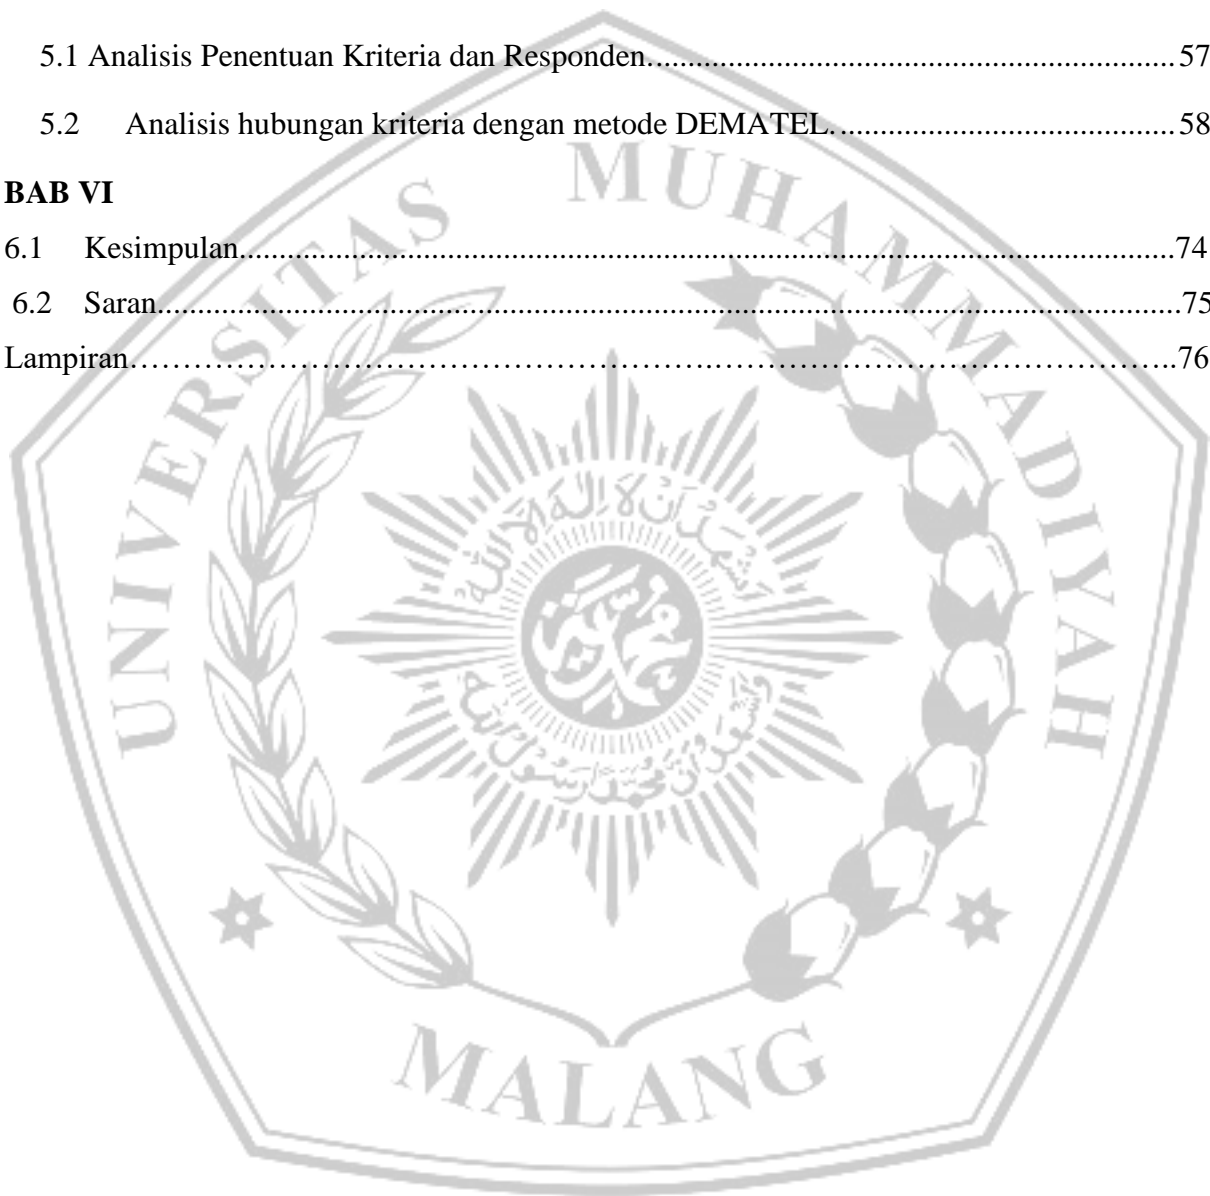 5.1 Analisis Penentuan Kriteria dan Responden.................................................................57
5.2 Analisis hubungan kriteria dengan metode DEMATEL. .........................................58
BAB VI
6.1 Kesimpulan....................................................................................................................74
6.2 Saran...............................................................................................................................75
Lampiran……………………………………………….……………………………………..76
UNIVERSITAS MUHAMMADIYAH
MALANG